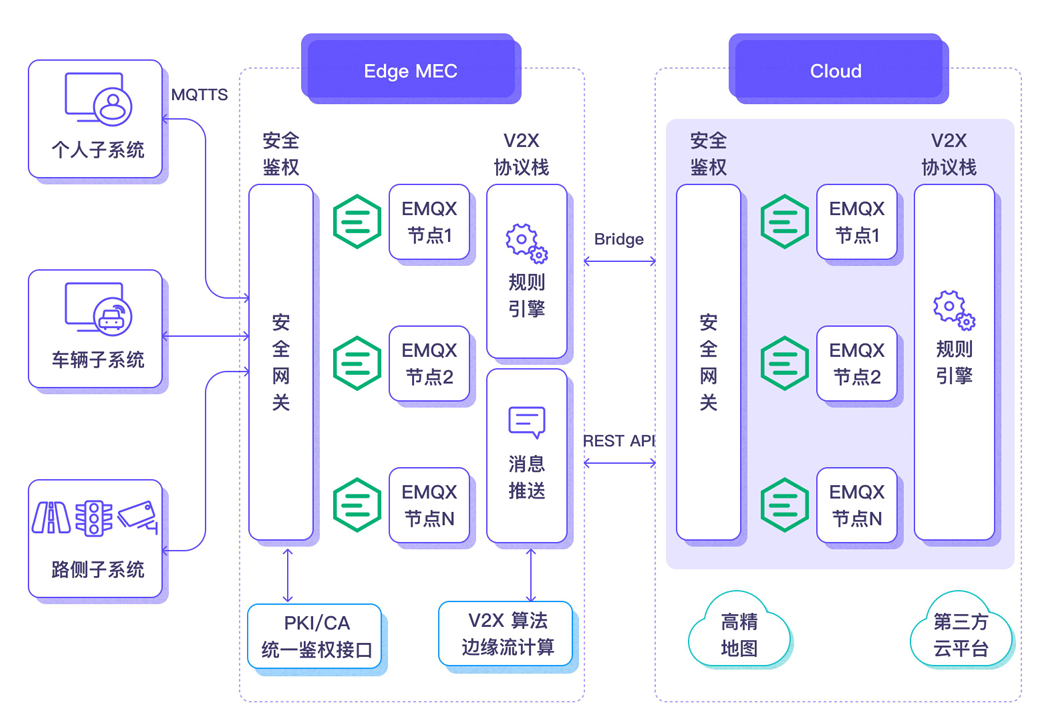 MQTTS
个人子系统
车辆子系统
路侧子系统
Edge MEC
安全
鉴权
安
全
网
关
EMQX
节点1
EMQX
节点2
EMQX
节点N
V2X
协议栈
规则
引擎
消息
推送
PKI/CA
统一鉴权接口
V2X 算法
边缘流计算
Bridge
REST API
Cloud
安全
鉴权
安
全
网
关
EMQX
节点1
EMQX
节点2
EMQX
节点N
V2X
协议栈
规则
引擎
高精
地图
第三方
云平台